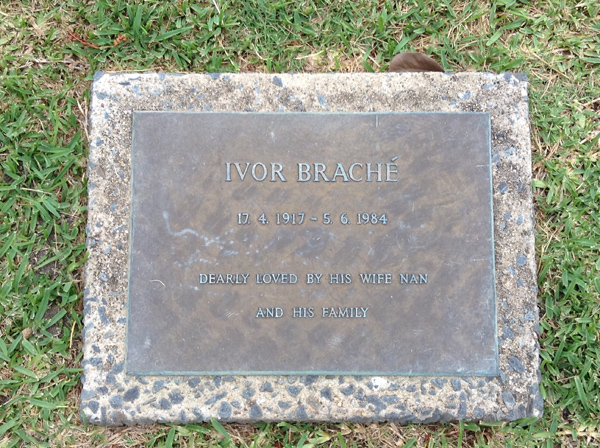 IVOR BRACHÉ
17. 4. 1917 - 5. 6. 1984
DEARLY LOVED BY HIS WIFE NAN
AND HIS FAMILY